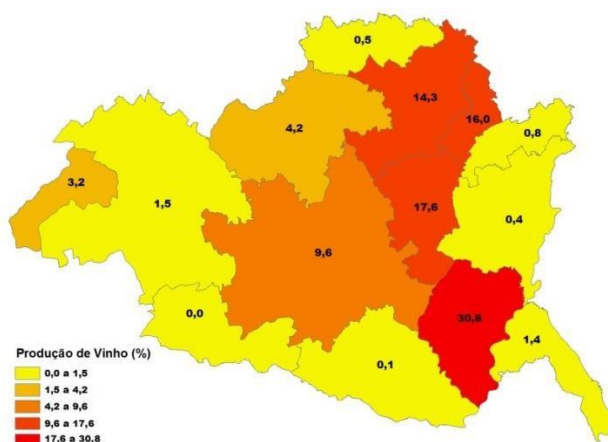 0,5
14,3
4,2
16,0
0,8
3,2
1,5
17,6
0,4
9,6
0,0
30,8
1,4
0,1
Produção de Vinho (%)
0,0 a 1,5
1,5 a 4,2
4,2 a 9,6
9,6 a 17,6
17,6 a 30,8